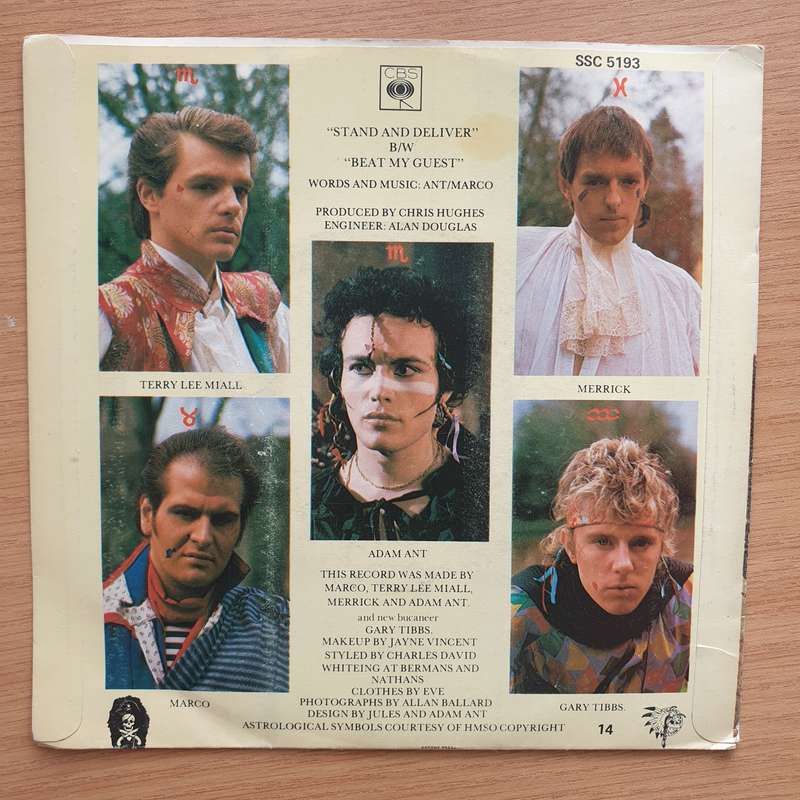 SSC 5193
CBS
"STAND AND DELIVER"
B/W
"BEAT MY GUEST"
WORDS AND MUSIC: ANT/MARCO
PRODUCED BY CHRIS HUGHES
ENGINEER: ALAN DOUGLAS
TERRY LEE MIALL
MERRICK
ADAM ANT
THIS RECORD WAS MADE BY
MARCO, TERRY LEE MIALL,
MERRICK AND ADAM ANT.
and new bucaneer
GARY TIBBS.
MAKEUP BY JAYNE VINCENT
STYLED BY CHARLES DAVID
WHITEING AT BERMANS AND
NATHANS
CLOTHES BY EVE
PHOTOGRAPHS BY ALLAN BALLARD
DESIGN BY JULES AND ADAM ANT
ASTROLOGICAL SYMBOLS COURTESY OF HMSO COPYRIGHT
MARCO
GARY TIBBS.
14